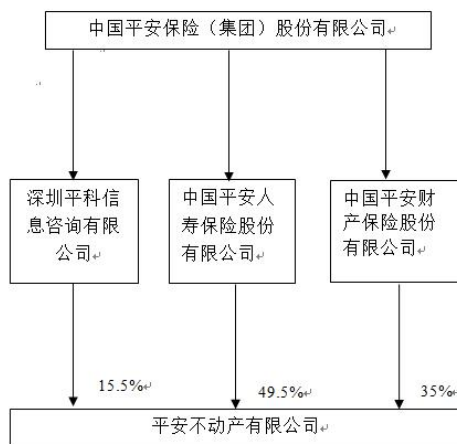 中国平安保险（集团）股份有限公司
深圳平科信
息咨询有限
公司
中国平安人
寿保险股份
有限公司
中国平安财
产保险股份
有限公司
15.5%
49.5%
35%
平安不动产有限公司